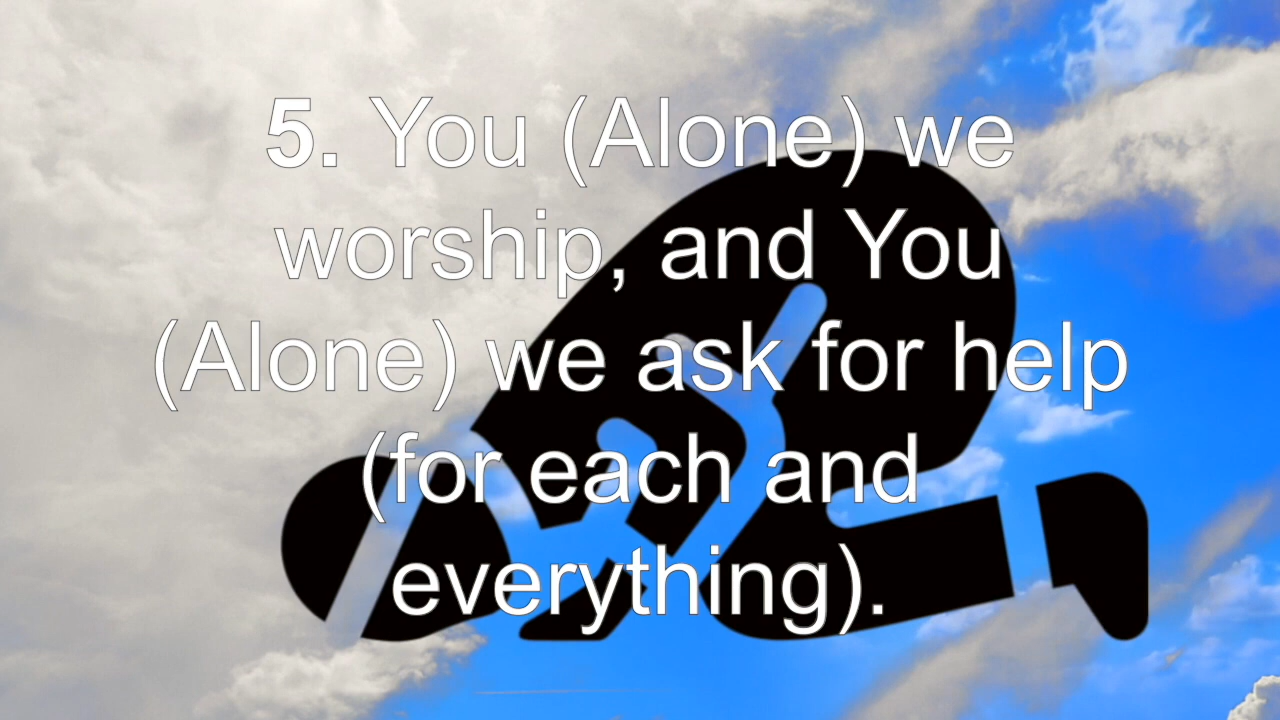 5. You (Alone) we
worship, and You
(Alone) we ask for help
(for each and
everything).